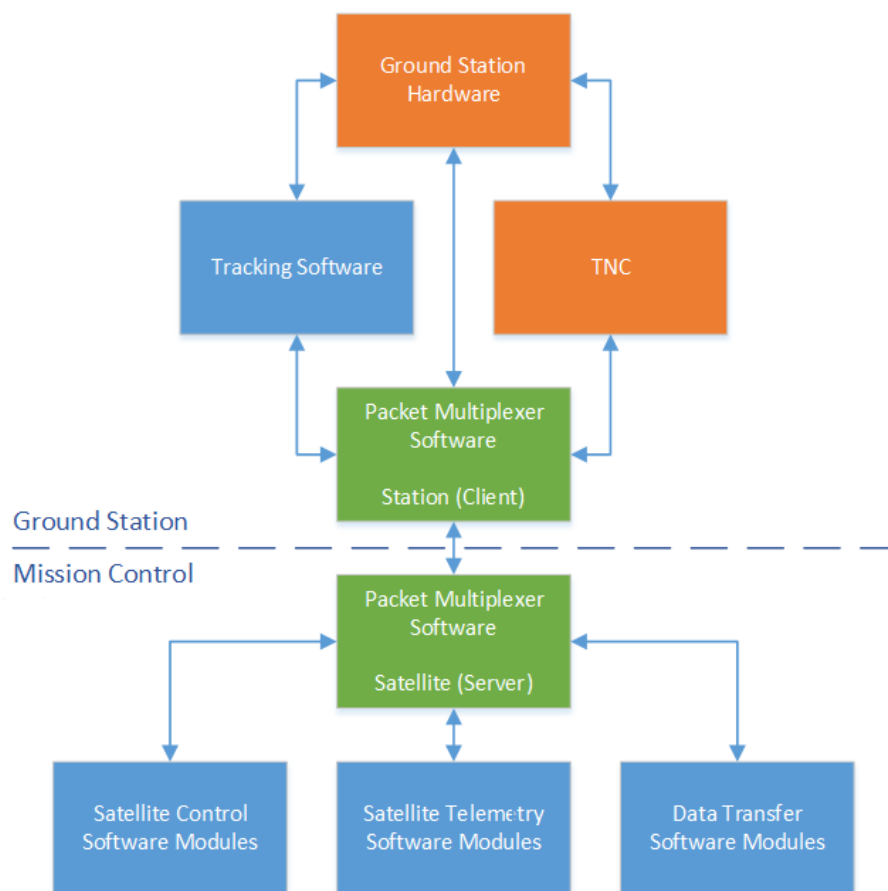 Ground Station
Hardware
Tracking Software
TNC
Packet Multiplexer
Software
Station (Client)
Ground Station
Mission Control
Packet Multiplexer
Software
Satellite (Server)
Satellite Control
Software Modules
Satellite Telemetry
Software Modules
Data Transfer
Software Modules